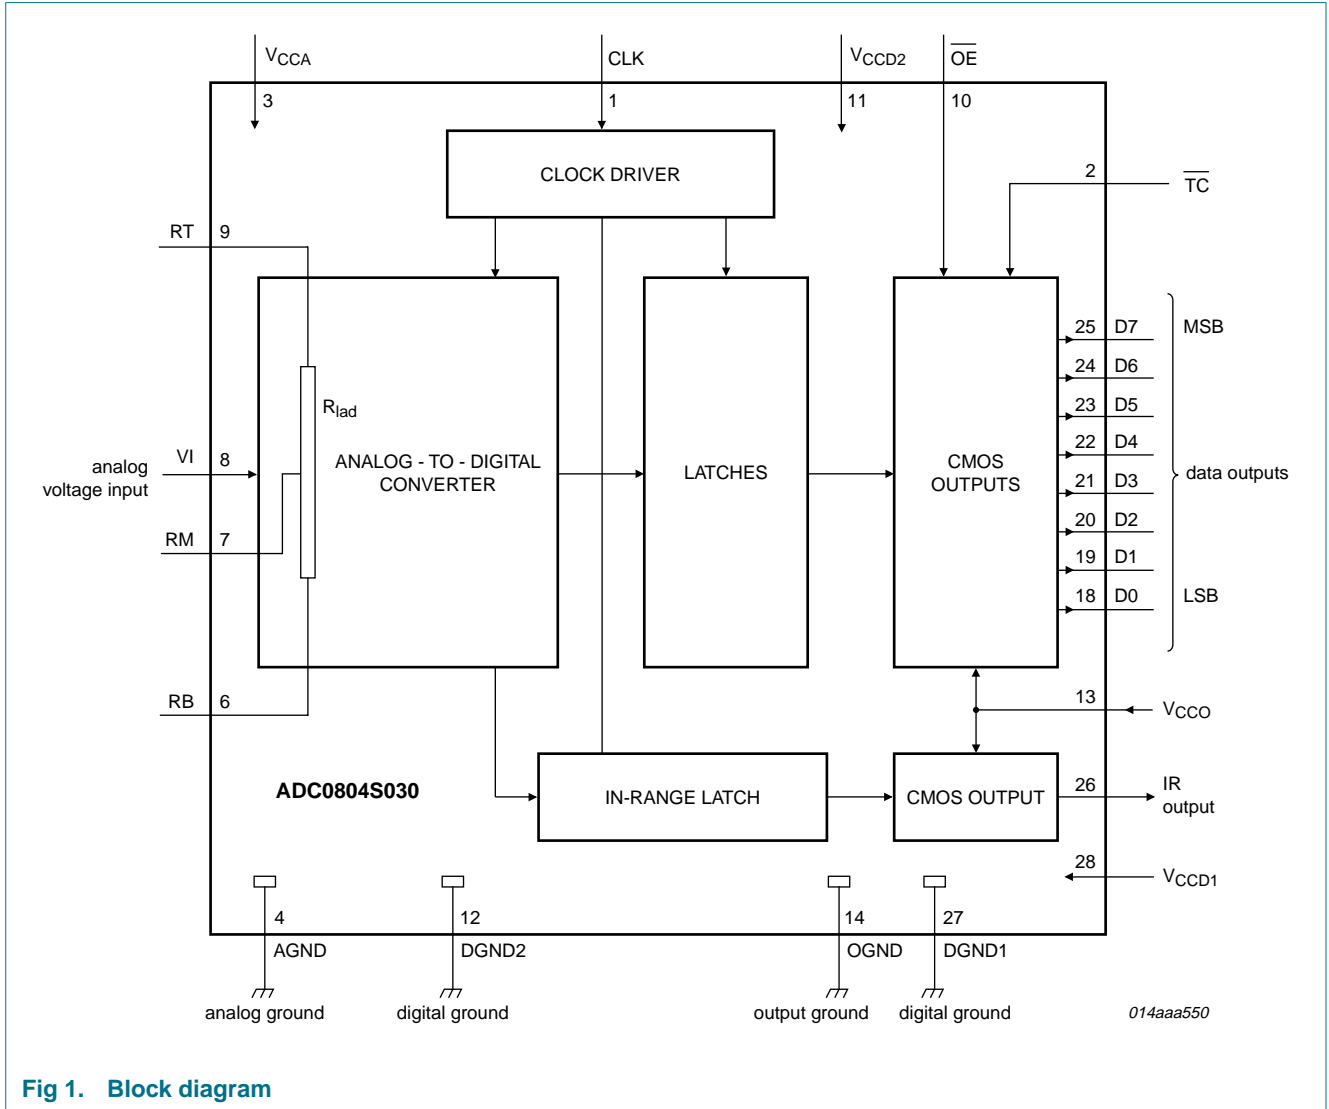 VCCA
CLK
VCCD2
OE
3
1
11
10
CLOCK DRIVER
2
TC
RT
9
25
D7
MSB
24
D6
Rlad
23
D5
VI
8
analog
voltage input
ANALOG - TO - DIGITAL
CONVERTER
LATCHES
CMOS
OUTPUTS
22
D4
21
D3
data outputs
20
D2
RM
7
19
D1
18
D0
LSB
RB
6
13
VCCO
ADC0804S030
IN-RANGE LATCH
CMOS OUTPUT
26
IR
output
28
VCCD1
4
12
14
27
AGND
DGND2
OGND
DGND1
analog ground
digital ground
output ground
digital ground
014aaa550
Fig 1. Block diagram